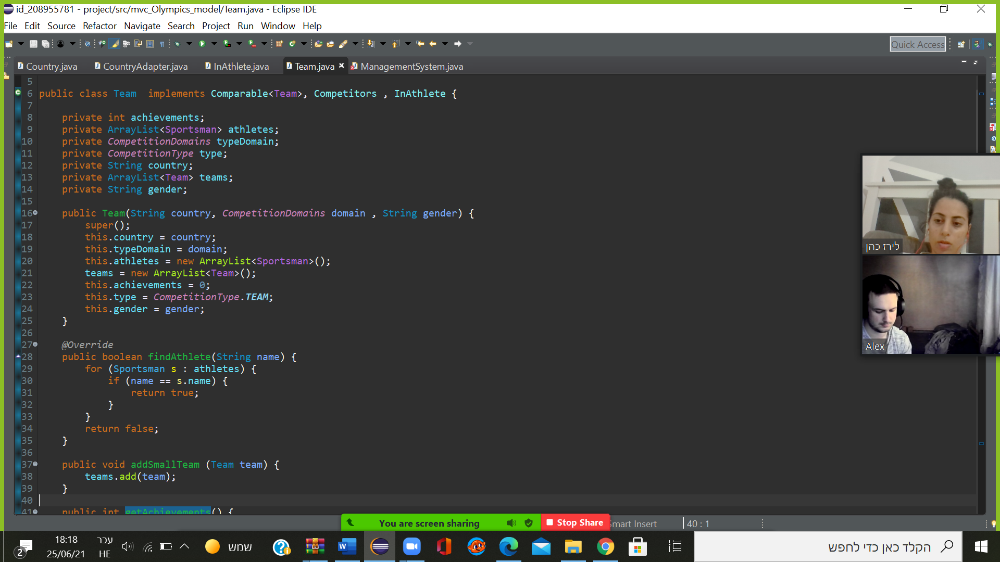 id_208955781 - project/src/mvc_Olympics_model/Team.java - Eclipse IDE
File Edit Source Refactor Navigate Search Project Run Window Help
Quick Access
Country.java CountryAdapter.java InAthlete.java Team.java ManagementSystem.java
5
6 public class Team  implements Comparable<Team>, Competitors , InAthlete {
7
8     private int achievements;
9     private ArrayList<Sportsman> athletes;
10     private CompetitionDomains typeDomain;
11     private CompetitionType type;
12     private String country;
13     private ArrayList<Team> teams;
14     private String gender;
15
16     public Team(String country, CompetitionDomains domain , String gender) {
17         super();
18         this.country = country;
19         this.typeDomain = domain;
20         this.athletes = new ArrayList<Sportsman>();
21         teams = new ArrayList<Team>();
22         this.achievements = 0;
23         this.type = CompetitionType.TEAM;
24         this.gender = gender;
25     }
26
27     @Override
28     public boolean findAthlete(String name) {
29         for (Sportsman s : athletes) {
30             if (name == s.name) {
31                 return true;
32             }
33         }
34         return false;
35     }
36
37     public void addSmallTeam (Team team) {
38         teams.add(team);
39     }
40
41     public int getAchievements() {
לירז כהן
Alex
You are screen sharing Stop Share
Smart Insert 40 : 1
18:18
25/06/21
עבר
HE
שמש
2
הקלד כאן כדי לחפש